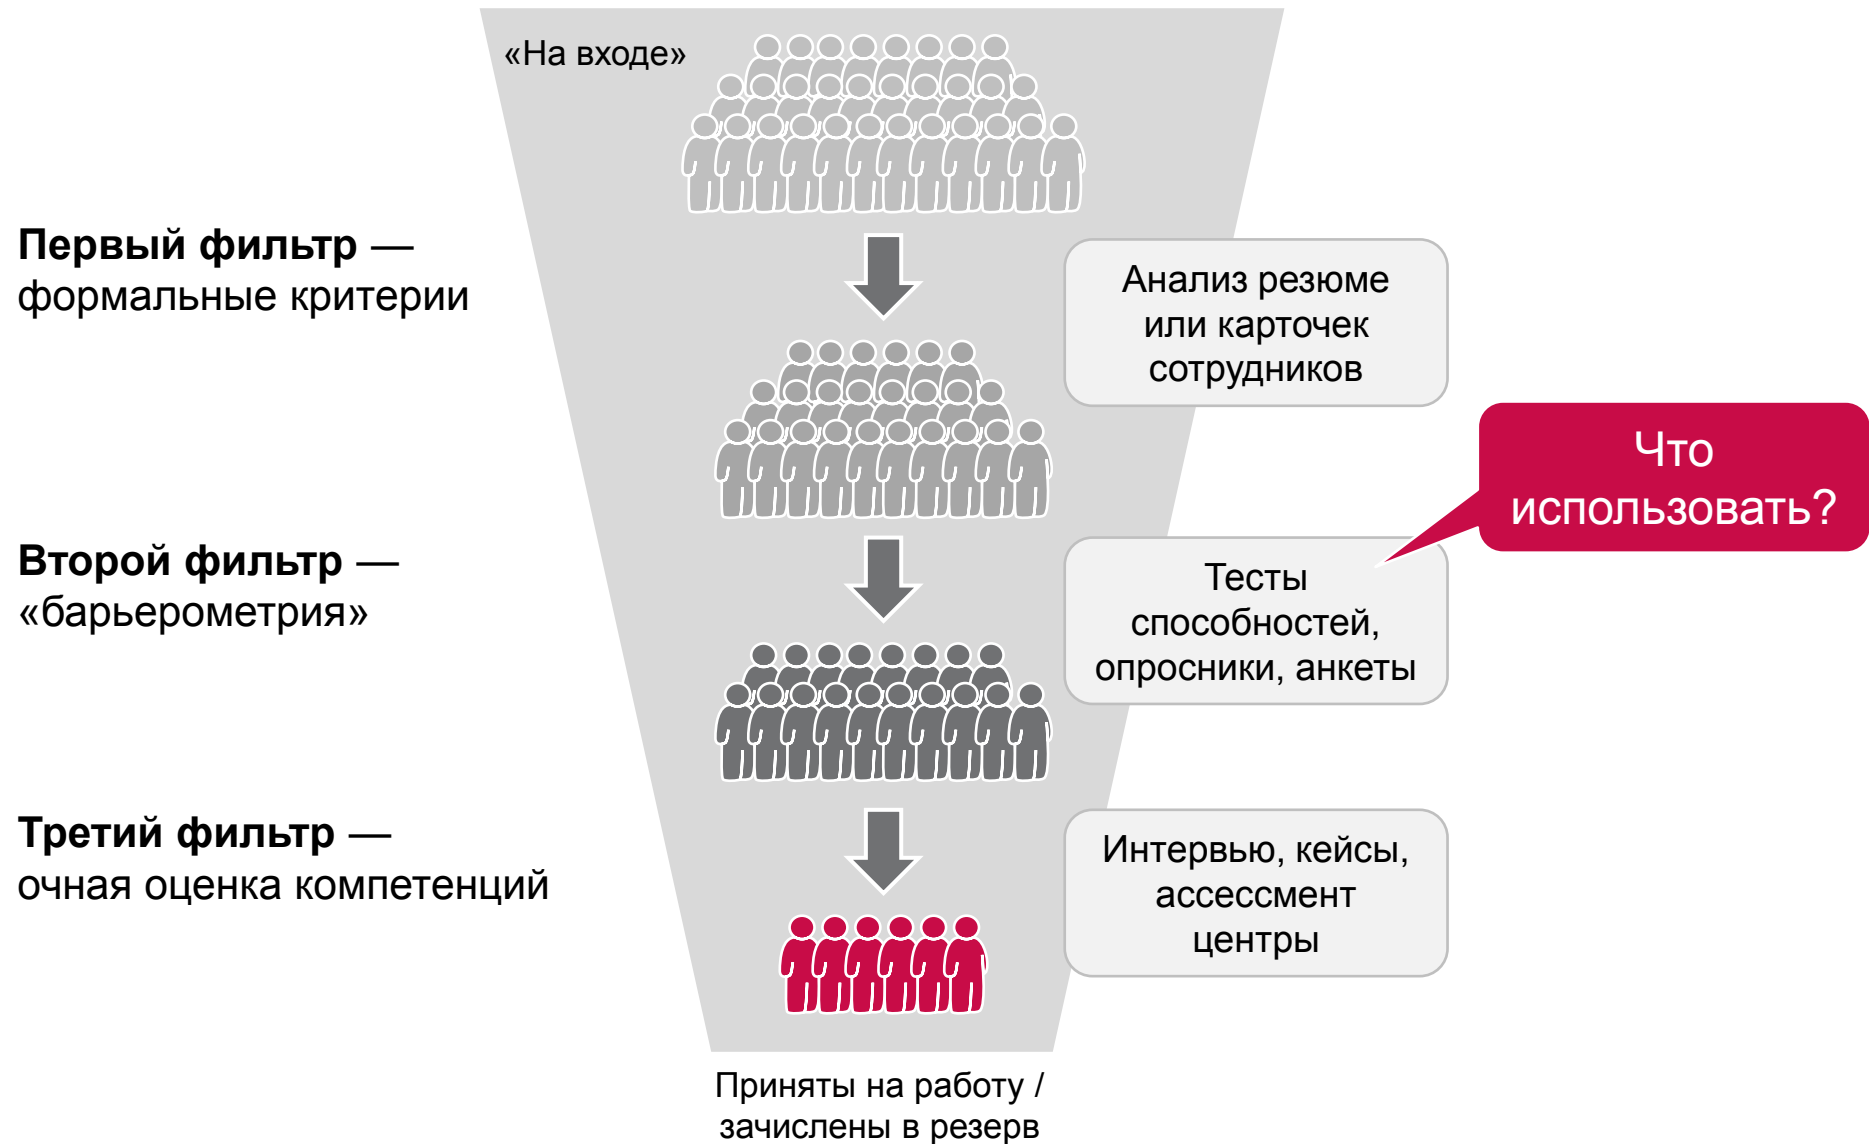 «На входе»
Первый фильтр —
формальные критерии
Анализ резюме
или карточек
сотрудников
Что
использовать?
Второй фильтр —
«барьерометрия»
Тесты
способностей,
опросники, анкеты
Третий фильтр —
очная оценка компетенций
Интервью, кейсы,
ассессмент
центры
Приняты на работу /
зачислены в резерв